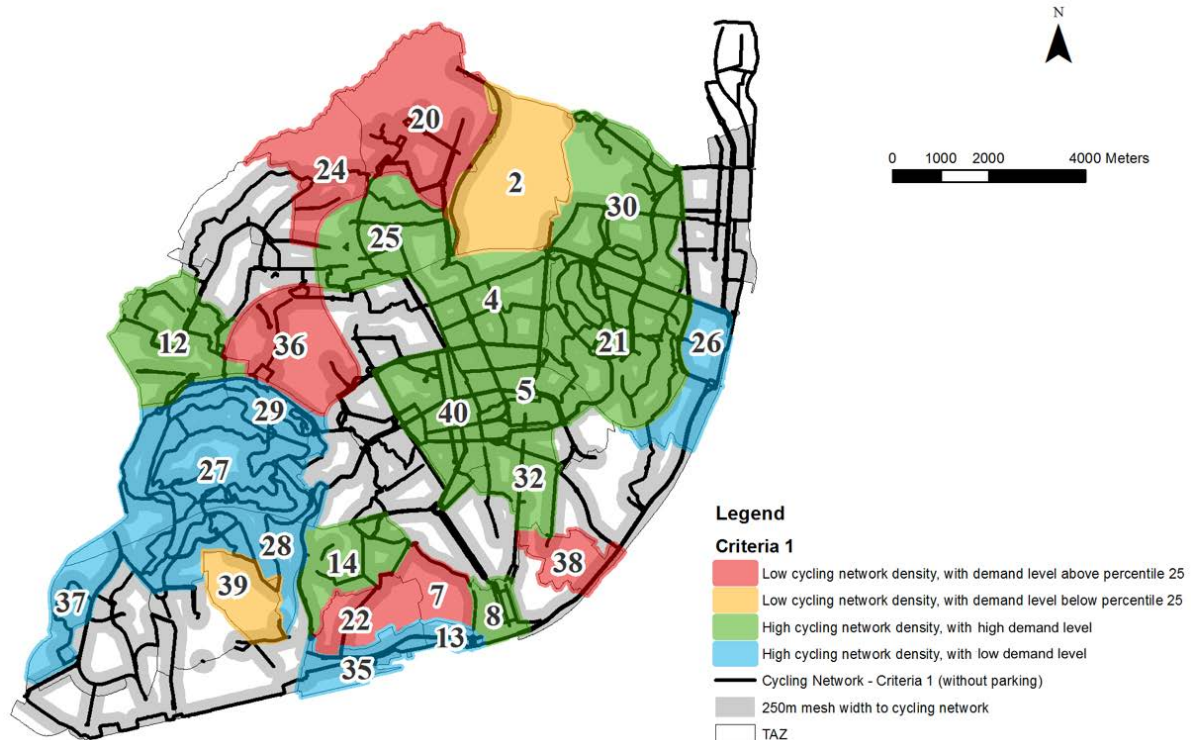 N
0 1000 2000 4000 Meters
20
24
2
30
25
4
12
36
21
26
29
5
40
27
32
28
14
38
39
37
7
22
8
13
35
Legend
Criteria 1
Low cycling network density, with demand level above percentile 25
Low cycling network density, with demand level below percentile 25
High cycling network density, with high demand level
High cycling network density, with low demand level
Cycling Network - Criteria 1 (without parking)
250m mesh width to cycling network
TAZ